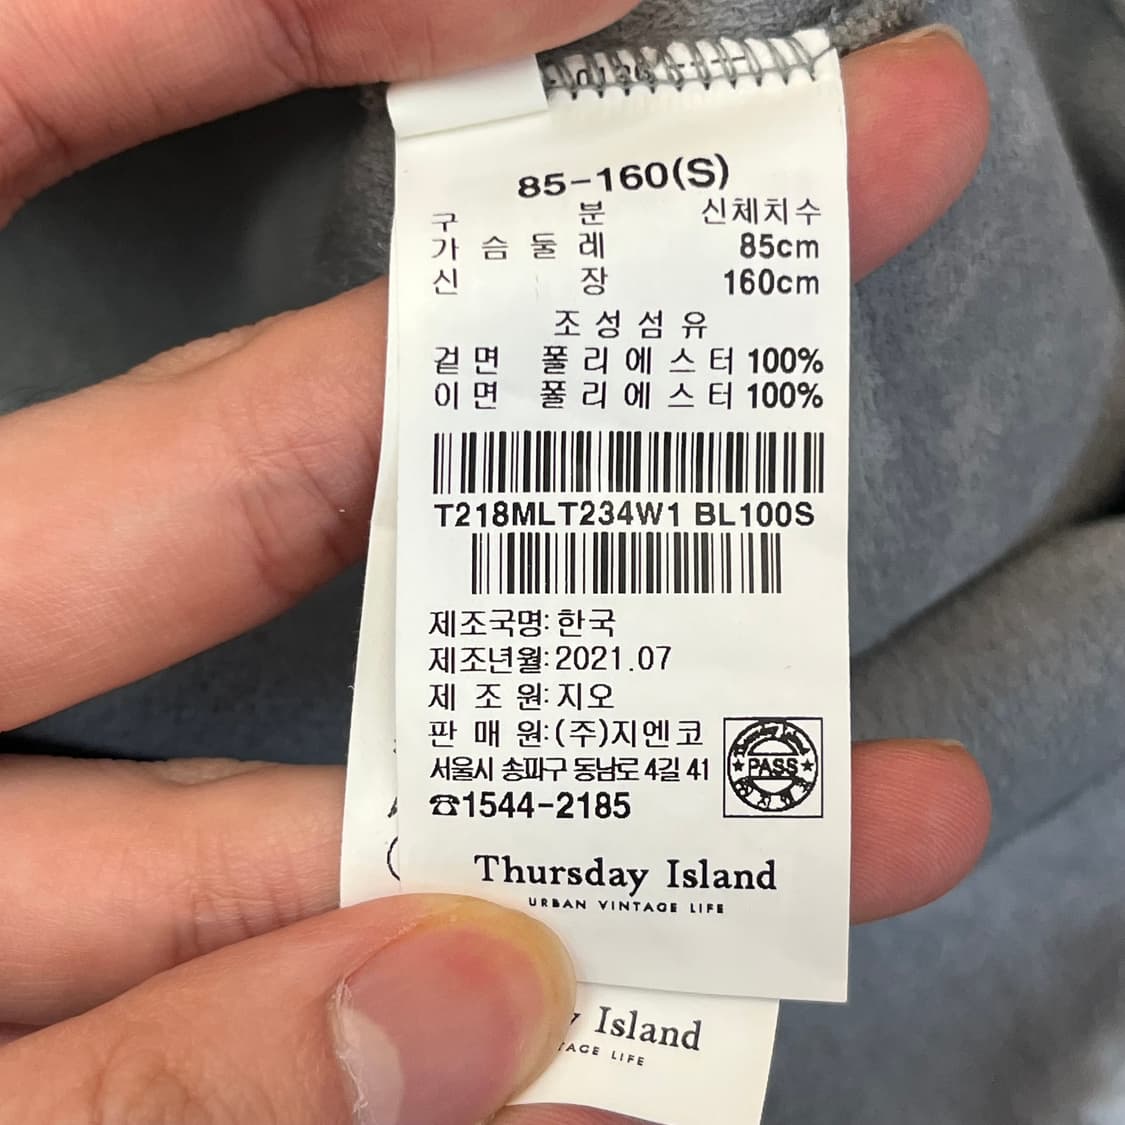 85-160(S)
구 분 신체치수
가 슴 둘 레 85cm
신 장 160cm
조 성 섬 유
겉 면 폴 리 에 스 터 100%
이 면 폴 리 에 스 터 100%
T218MLT234W1 BL100S
제조국명: 한국
제조년월: 2021.07
제 조 원: 지오
판 매 원: (주)지엔코
서울시 송파구 동남로 4길 41
☎1544-2185
Thursday Island
PASS
Thursday Island
URBAN VINTAGE LIFE
Island
LIFE